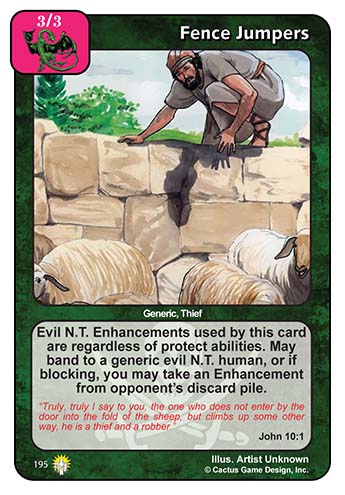 3/3
Fence Jumpers
Generic, Thief
Evil N.T. Enhancements used by this card
are regardless of protect abilities. May
band to a generic evil N.T. human, or if
blocking, you may take an Enhancement
from opponent's discard pile.
"Truly, truly I say to you, the one who does not enter by the
door into the fold of the sheep, but climbs up some other
way, he is a thief and a robber."
John 10:1
Illus. Artist Unknown
195
© Cactus Game Design, Inc.